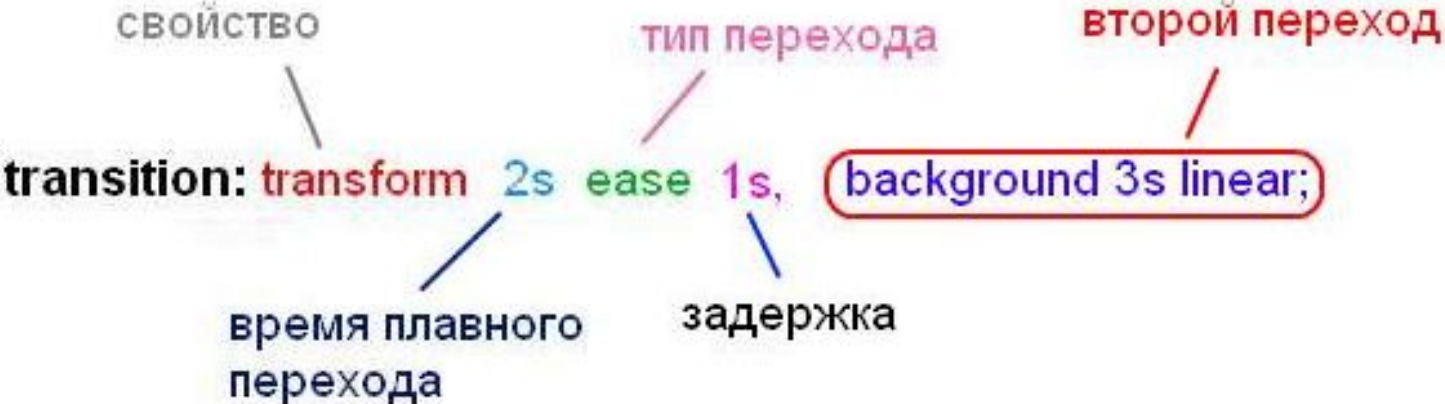 свойство
тип перехода
второй переход
transition: transform 2s ease 1s, background 3s linear;
время плавного
перехода
задержка